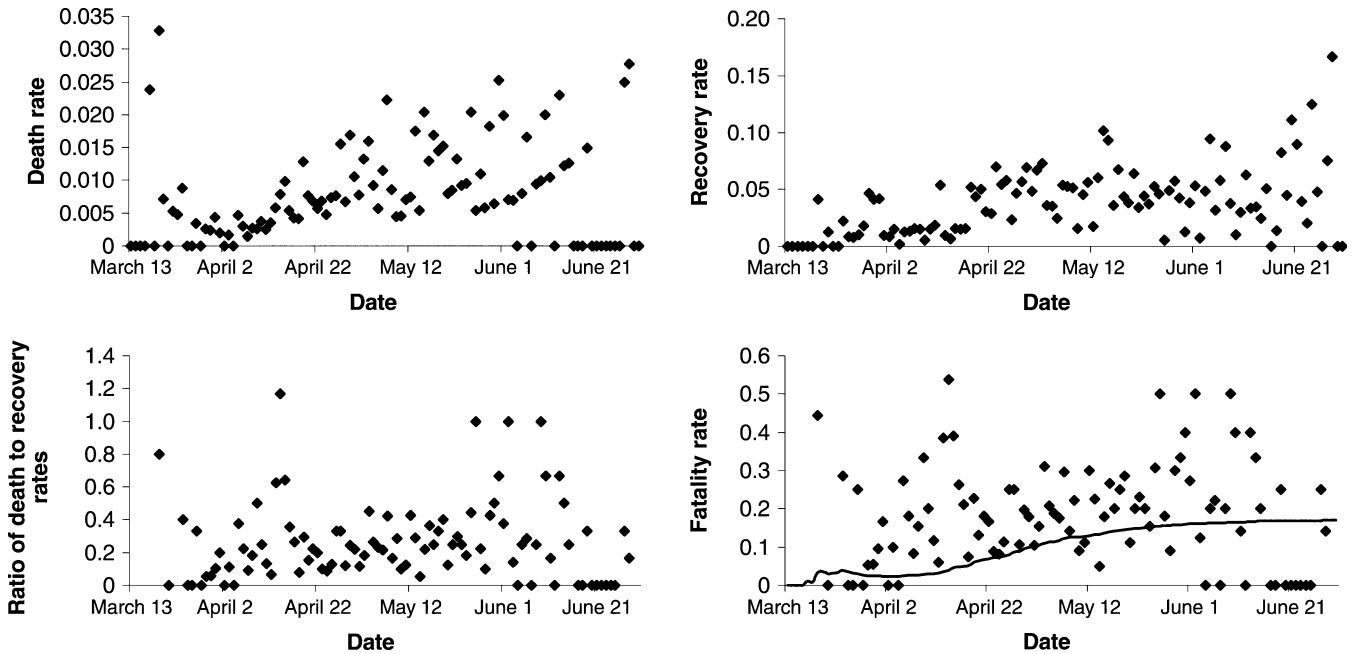 0.035
0.030
0.025
0.020
0.015
0.010
0.005
0
Death rate
March 13 April 2 April 22 May 12 June 1 June 21
Date
0.20
0.15
0.10
0.05
0
Recovery rate
March 13 April 2 April 22 May 12 June 1 June 21
Date
1.4
1.2
1.0
0.8
0.6
0.4
0.2
0
Ratio of death to recovery
rates
March 13 April 2 April 22 May 12 June 1 June 21
Date
0.6
0.5
0.4
0.3
0.2
0.1
0
Fatality rate
March 13 April 2 April 22 May 12 June 1 June 21
Date